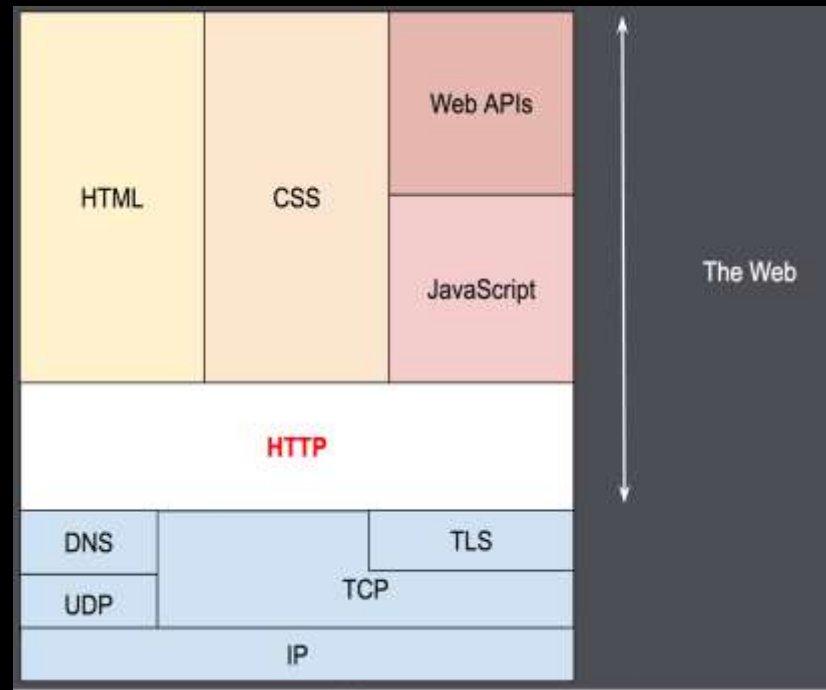 Web APIs
HTML
CSS
JavaScript
The Web
HTTP
DNS
TLS
TCP
UDP
IP